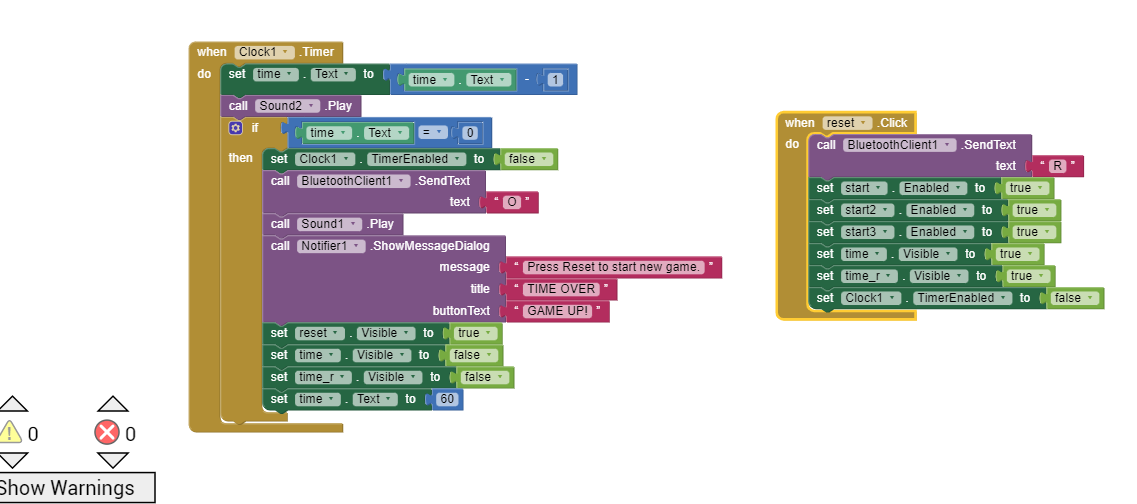 when Clock1 .Timer
do set time . Text to time . Text - 1
call Sound2 .Play
if time . Text = 0
then set Clock1 . TimerEnabled to false
call BluetoothClient1 .SendText
text “ O ”
call Sound1 .Play
call Notifier1 .ShowMessageDialog
message “ Press Reset to start new game. ”
title “ TIME OVER ”
buttonText “ GAME UP! ”
set reset . Visible to true
set time . Visible to false
set time_r . Visible to false
set time . Text to 60
when reset .Click
do call BluetoothClient1 .SendText
text “ R ”
set start . Enabled to true
set start2 . Enabled to true
set start3 . Enabled to true
set time . Visible to true
set time_r . Visible to true
set Clock1 . TimerEnabled to false
0 0
Show Warnings